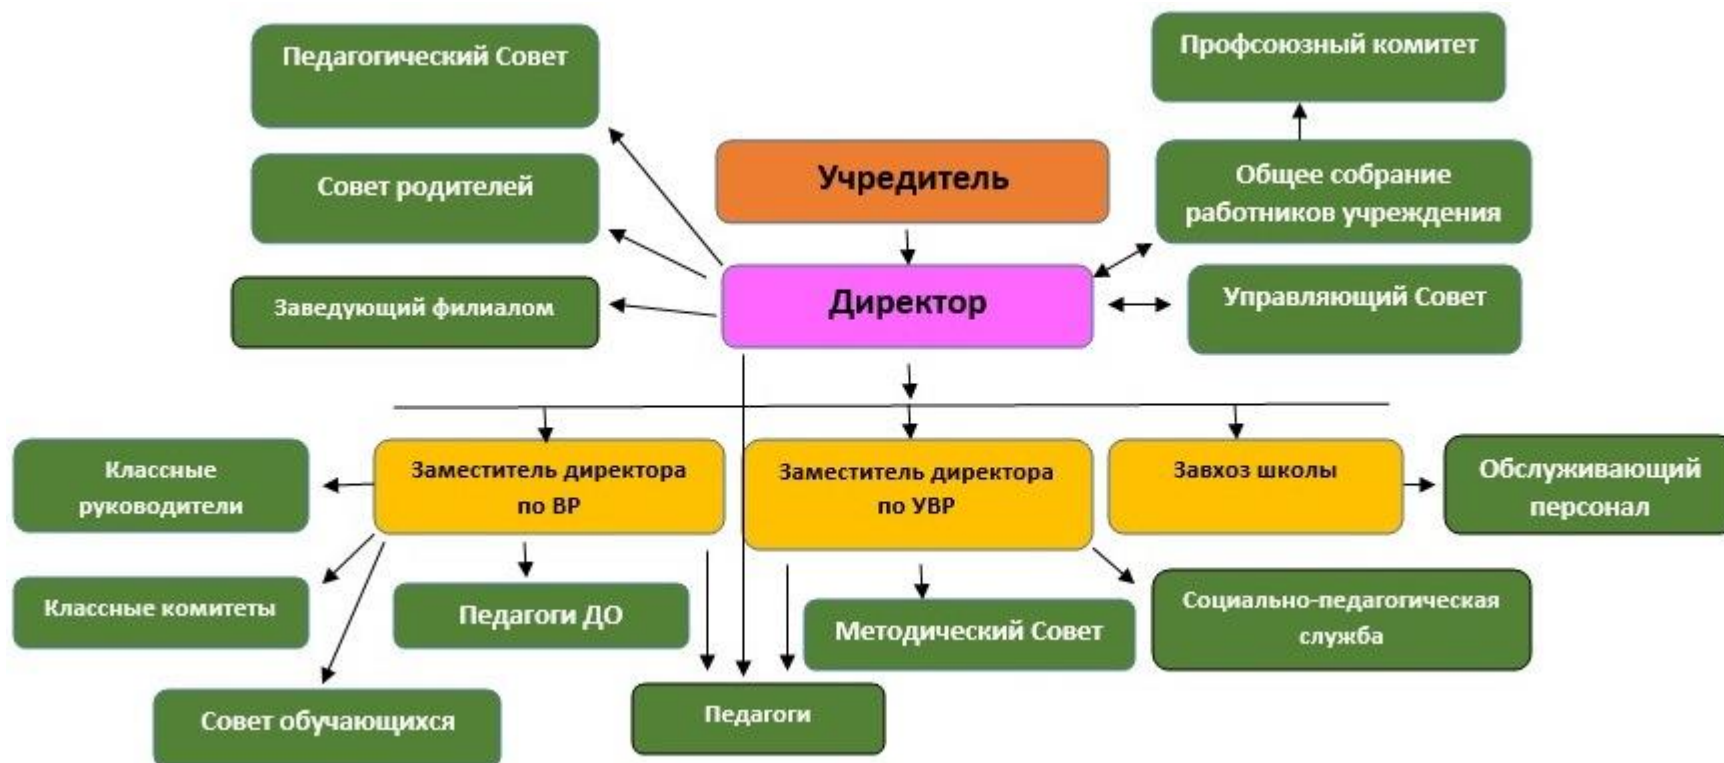 Педагогический Совет
Профсоюзный комитет
Учредитель
Совет родителей
Общее собрание
работников учреждения
Заведующий филиалом
Директор
Управляющий Совет
Классные
руководители
Заместитель директора
по ВР
Заместитель директора
по УВР
Завхоз школы
Обслуживающий
персонал
Классные комитеты
Педагоги ДО
Методический Совет
Социально-педагогическая
служба
Совет обучающихся
Педагоги